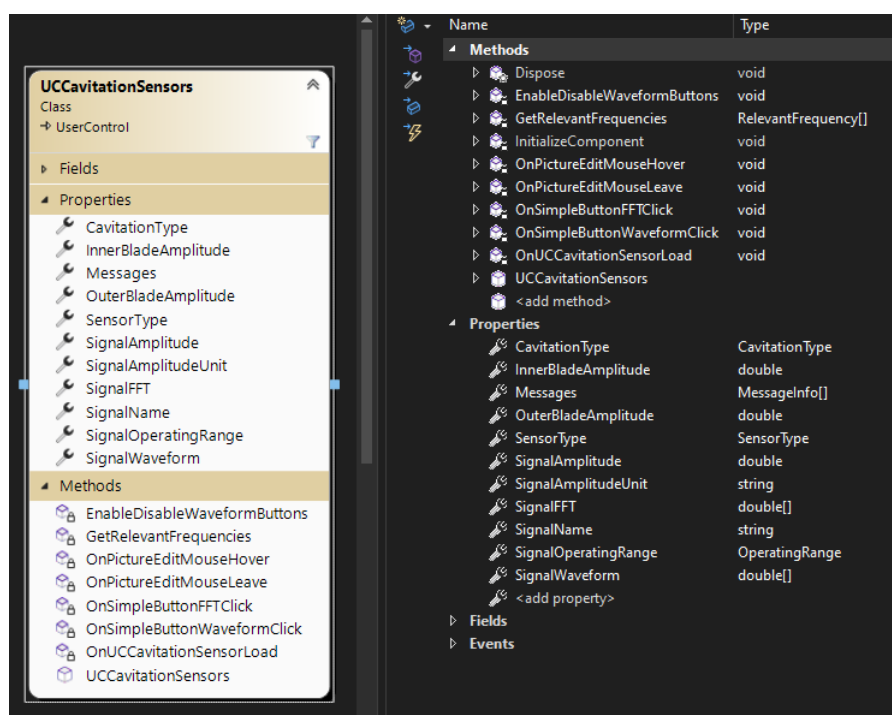 UCCavitationSensors
Class
UserControl
Fields
Properties
CavitationType
InnerBladeAmplitude
Messages
OuterBladeAmplitude
SensorType
SignalAmplitude
SignalAmplitudeUnit
SignalFFT
SignalName
SignalOperatingRange
SignalWaveform
Methods
EnableDisableWaveformButtons
GetRelevantFrequencies
OnPictureEditMouseHover
OnPictureEditMouseLeave
OnSimpleButtonFFTClick
OnSimpleButtonWaveformClick
OnUCCavitationSensorLoad
UCCavitationSensors
Name Type
Methods
Dispose void
EnableDisableWaveformButtons void
GetRelevantFrequencies RelevantFrequency[]
InitializeComponent void
OnPictureEditMouseHover void
OnPictureEditMouseLeave void
OnSimpleButtonFFTClick void
OnSimpleButtonWaveformClick void
OnUCCavitationSensorLoad void
UCCavitationSensors
<add method>
Properties
CavitationType CavitationType
InnerBladeAmplitude double
Messages MessageInfo[]
OuterBladeAmplitude double
SensorType SensorType
SignalAmplitude double
SignalAmplitudeUnit string
SignalFFT double[]
SignalName string
SignalOperatingRange OperatingRange
SignalWaveform double[]
<add property>
Fields
Events